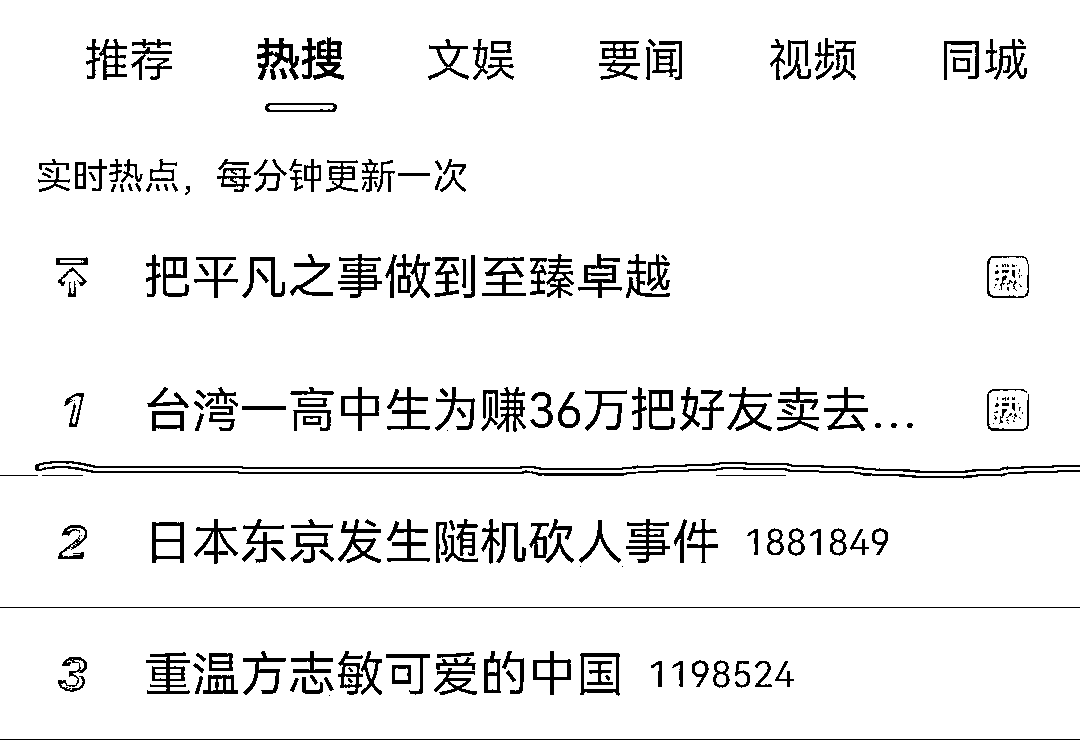 推荐 热搜 文娱 要闻 视频 同城
实时热点，每分钟更新一次
把平凡之事做到至臻卓越 热
1 台湾一高中生为赚36万把好友卖去... 热
2 日本东京发生随机砍人事件 1881849
3 重温方志敏可爱的中国 1198524